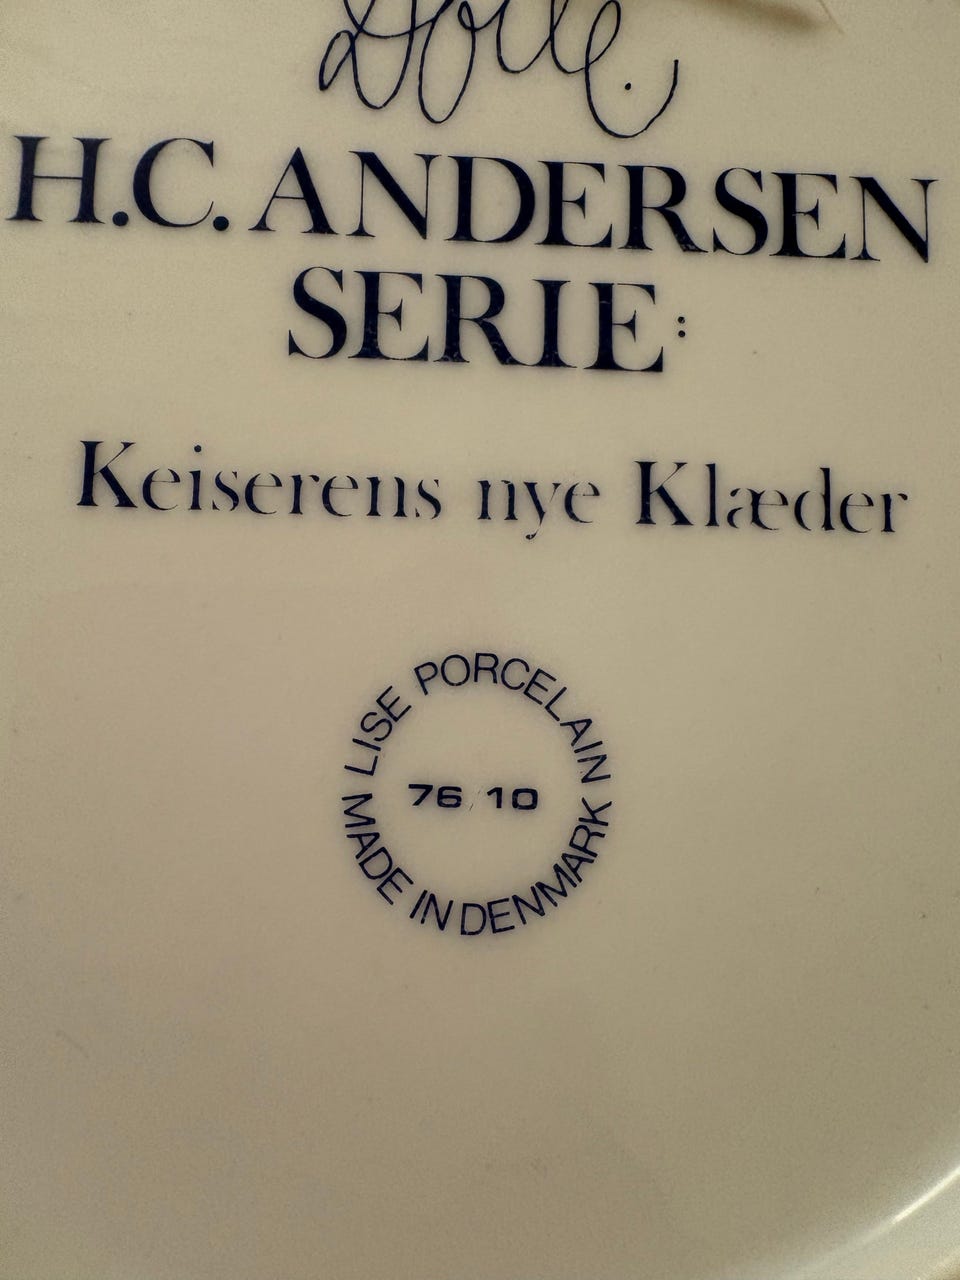 Dorte.
H.C. ANDERSEN
SERIE:
Keiserens nye Klæder
LISE PORCELAIN
76/10
MADE IN DENMARK